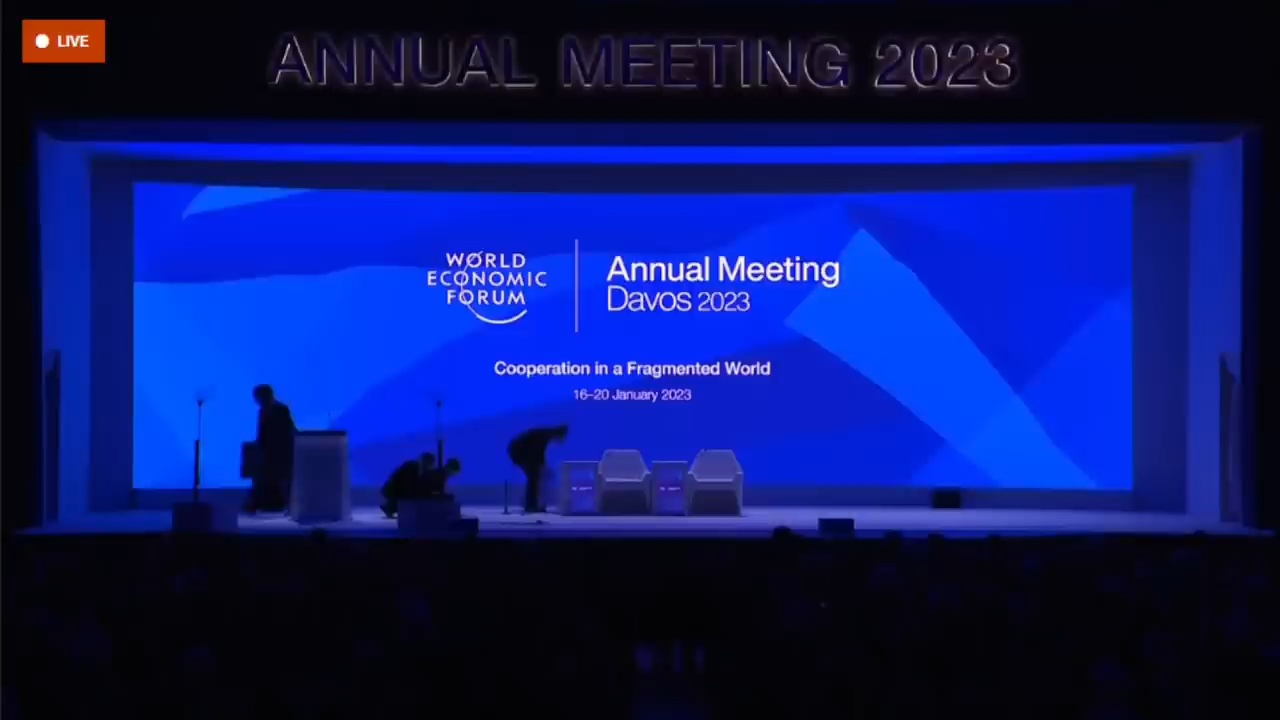 LIVE
ANNUAL MEETING 2023
WORLD
ECONOMIC
FORUM
Annual Meeting
Davos 2023
Cooperation in a Fragmented World
16–20 January 2023